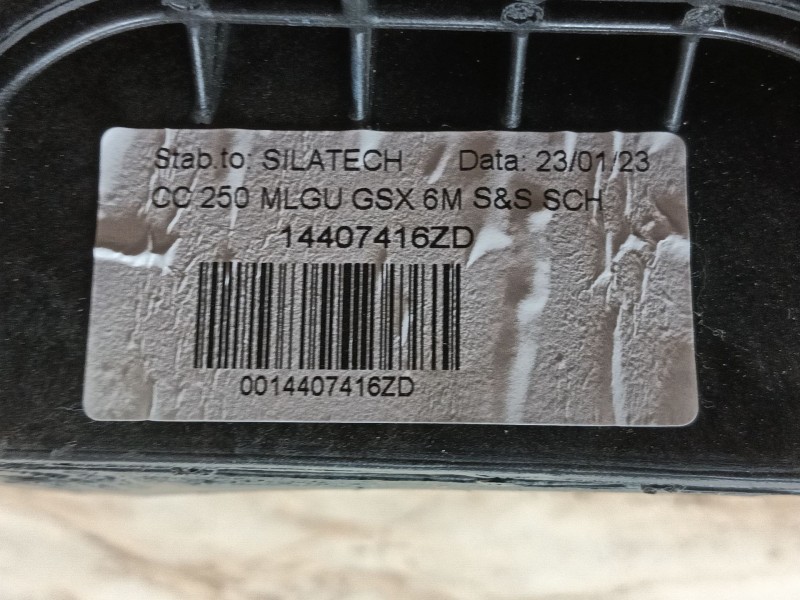 Stab.to: SILATECH Data: 23/01/23
CC 250 MLGU GSX 6M S&S SCH
14407416ZD
0014407416ZD